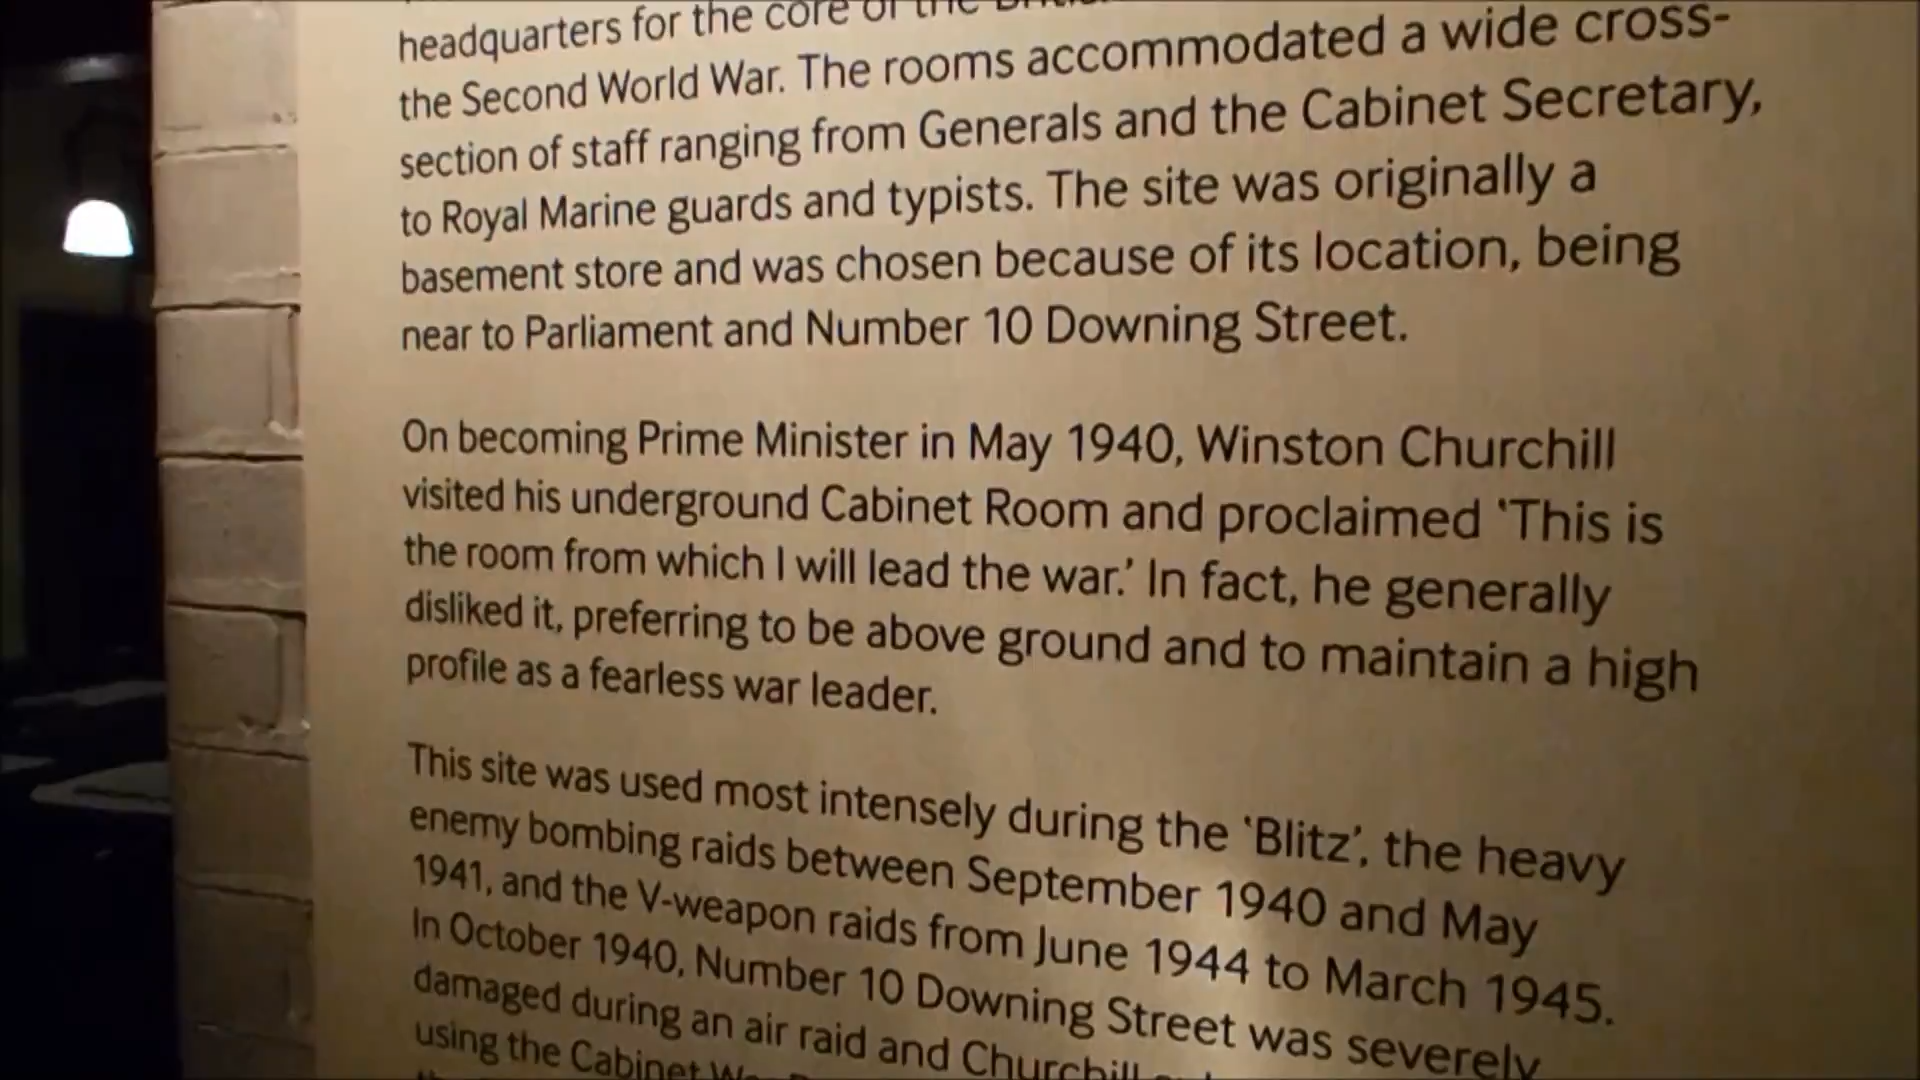 headquarters for the core of the
the Second World War. The rooms accommodated a wide cross-
section of staff ranging from Generals and the Cabinet Secretary,
to Royal Marine guards and typists. The site was originally a
basement store and was chosen because of its location, being
near to Parliament and Number 10 Downing Street.
On becoming Prime Minister in May 1940, Winston Churchill
visited his underground Cabinet Room and proclaimed ‘This is
the room from which I will lead the war.’ In fact, he generally
disliked it, preferring to be above ground and to maintain a high
profile as a fearless war leader.
This site was used most intensely during the ‘Blitz’, the heavy
enemy bombing raids between September 1940 and May
1941, and the V-weapon raids from June 1944 to March 1945.
In October 1940, Number 10 Downing Street was severely
damaged during an air raid and Churchill
using the Cabinet